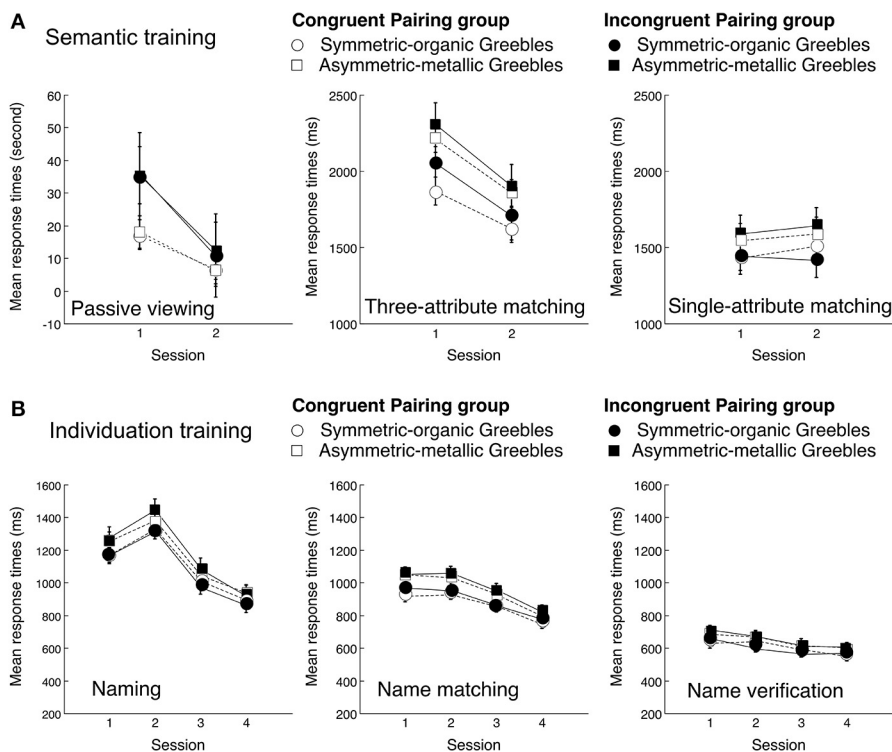 A
Semantic training
Congruent Pairing group
Symmetric-organic Greebles
Asymmetric-metallic Greebles
Incongruent Pairing group
Symmetric-organic Greebles
Asymmetric-metallic Greebles
Mean response times (second)
60
50
40
30
20
10
0
-10
Passive viewing
1 2
Session
Mean response times (ms)
2500
2000
1500
1000
Three-attribute matching
1 2
Session
Mean response times (ms)
2500
2000
1500
1000
Single-attribute matching
1 2
Session
B
Individuation training
Congruent Pairing group
Symmetric-organic Greebles
Asymmetric-metallic Greebles
Incongruent Pairing group
Symmetric-organic Greebles
Asymmetric-metallic Greebles
Mean response times (ms)
1600
1400
1200
1000
800
600
400
200
Naming
1 2 3 4
Session
Mean response times (ms)
1600
1400
1200
1000
800
600
400
200
Name matching
1 2 3 4
Session
Mean response times (ms)
1600
1400
1200
1000
800
600
400
200
Name verification
1 2 3 4
Session